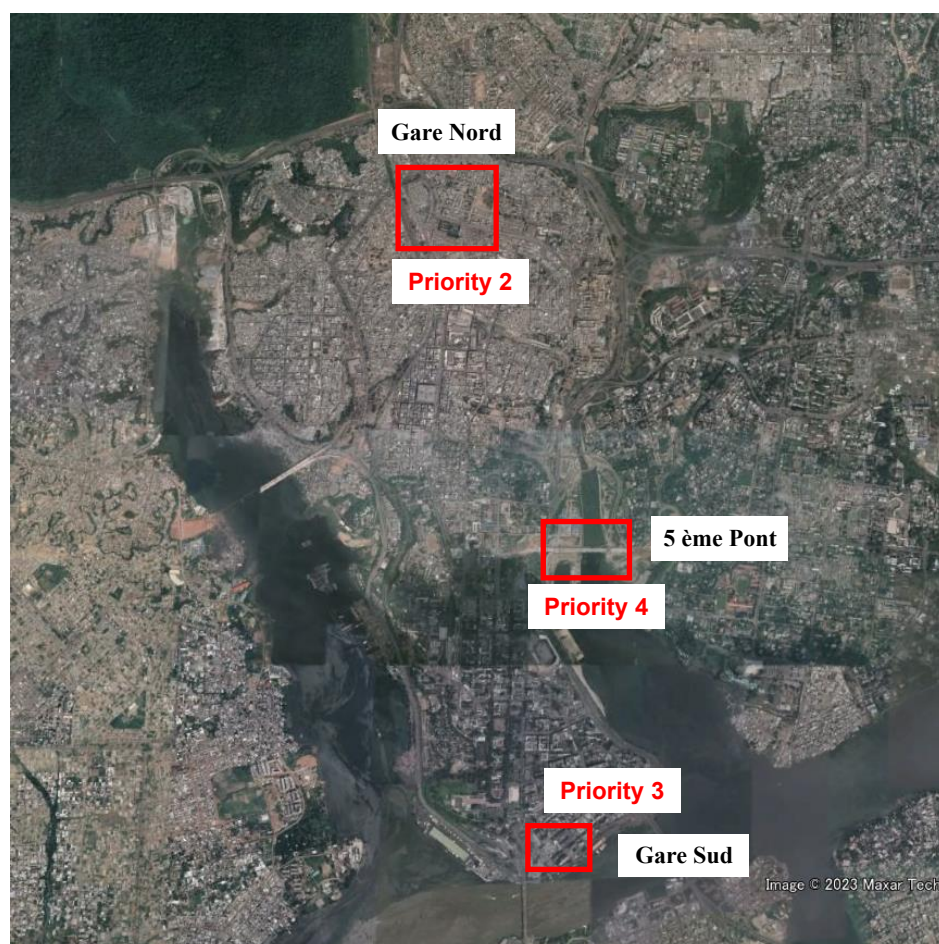 Gare Nord
Priority 2
5 ème Pont
Priority 4
Priority 3
Gare Sud
Image © 2023 Maxar Tech